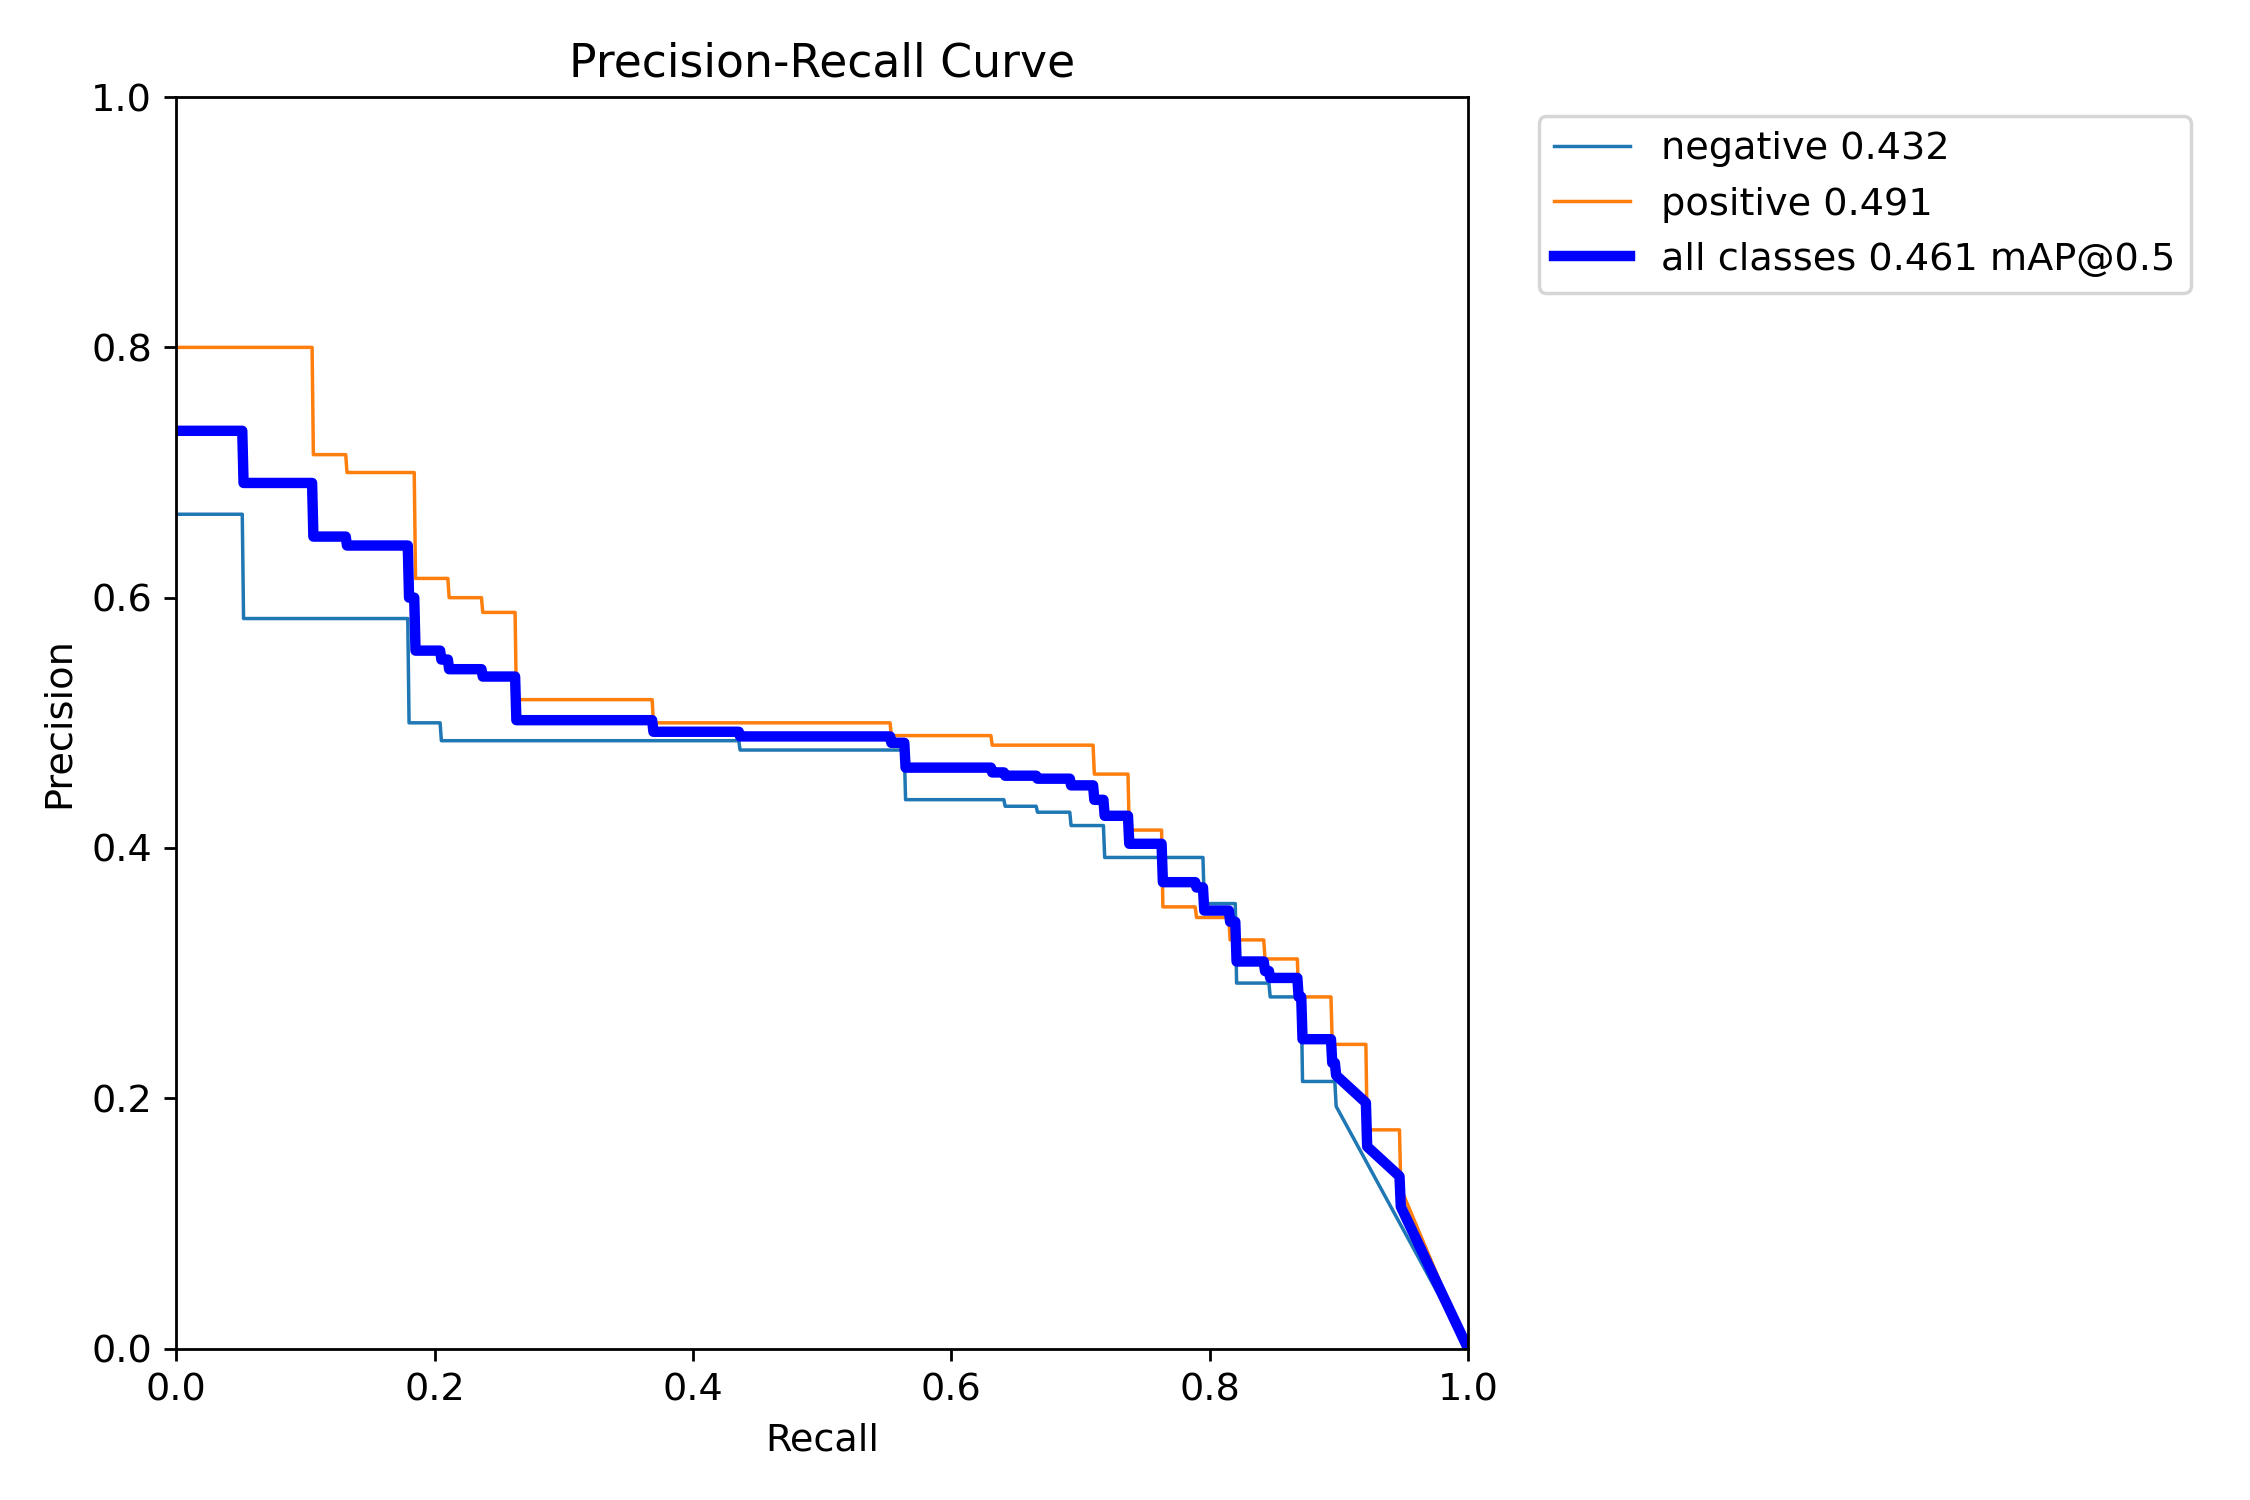 Precision-Recall Curve
1.0
0.8
0.6
0.4
0.2
0.0
Precision
0.0 0.2 0.4 0.6 0.8 1.0
Recall
negative 0.432
positive 0.491
all classes 0.461 mAP@0.5